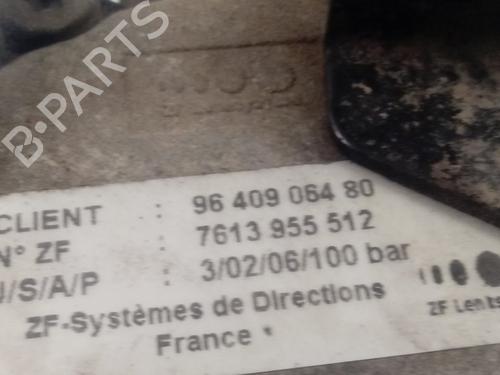 B-PARTS
CLIENT : 96 409 064 80
N° ZF : 7613 955 512
J/S/A/P : 3/02/06/100 bar
ZF-Systèmes de Directions
France *
ZF Lenks